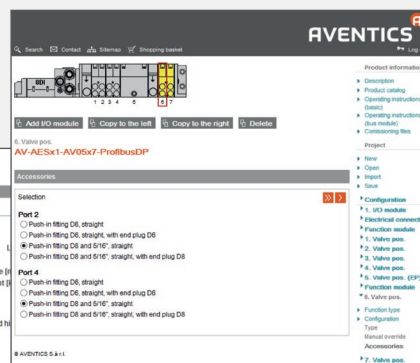 AVENTICS
Search Contact Sitemap Shopping basket
Log
BDI
1 2 3 4 5 6 7
Add I/O module Copy to the left Copy to the right Delete
6. Valve pos.
AV-AESx1-AV05x7-ProfibusDP
Accessories
Selection
Port 2
Push-in fitting D6, straight
Push-in fitting D6, straight, with end plug D6
Push-in fitting D8 and 5/16", straight
Push-in fitting D8 and 5/16", straight, with end plug D8
Port 4
Push-in fitting D6, straight
Push-in fitting D6, straight, with end plug D6
Push-in fitting D8 and 5/16", straight
Push-in fitting D8 and 5/16", straight, with end plug D8
© AVENTICS S.à r.l.
Product informatio
Description
Product catalog
Operating instructions
(basic)
Operating instructions
(bus module)
Comissioning files
Project
New
Open
Import
Save
Configuration
1. I/O module
Electrical connect
Function module
1. Valve pos.
2. Valve pos.
3. Valve pos.
4. Valve pos.
5. Valve pos. (EP)
Function module
6. Valve pos.
Function type
Configuration
Type
Manual override
Accessories
7. Valve pos.